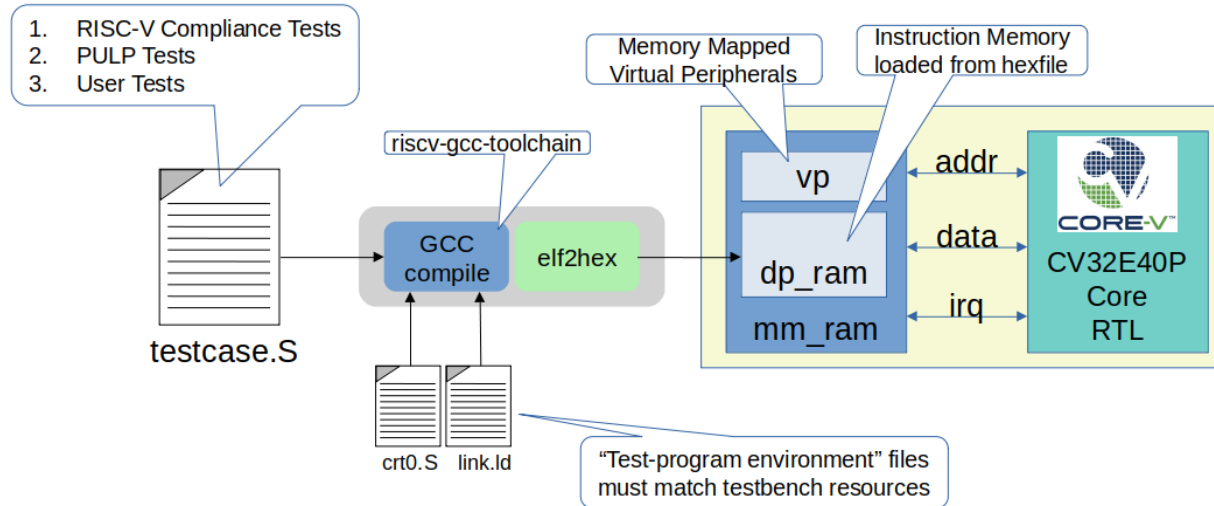 1. RISC-V Compliance Tests
2. PULP Tests
3. User Tests
Memory Mapped
Virtual Peripherals
Instruction Memory
loaded from hexfile
riscv-gcc-toolchain
testcase.S
GCC
compile
elf2hex
crt0.S
link.ld
"Test-program environment" files
must match testbench resources
vp
dp_ram
mm_ram
addr
data
irq
CORE-V™
CV32E40P
Core
RTL